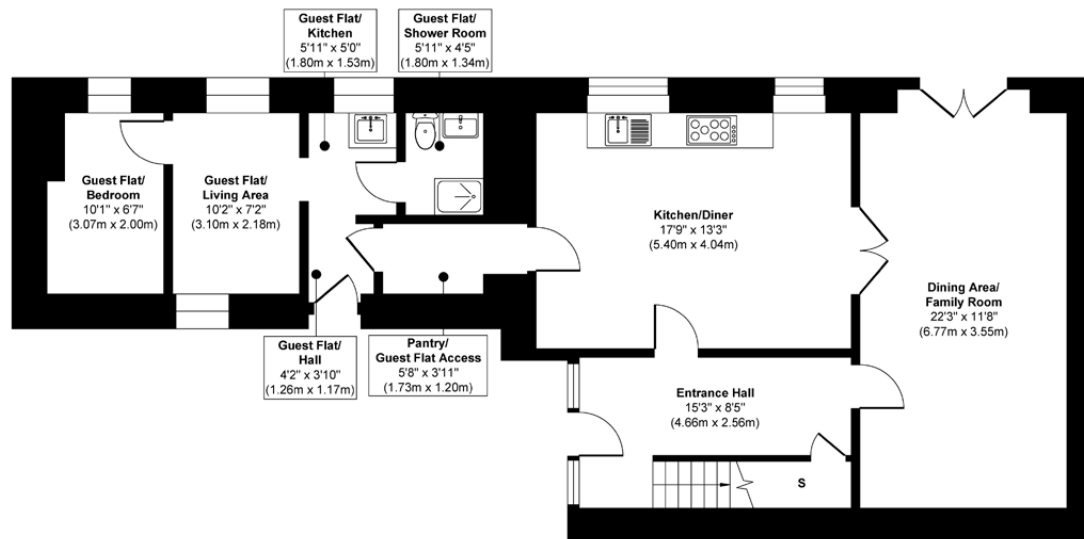 Guest Flat/
Kitchen
5'11" x 5'0"
(1.80m x 1.53m)
Guest Flat/
Shower Room
5'11" x 4'5"
(1.80m x 1.34m)
Guest Flat/
Bedroom
10'1" x 6'7"
(3.07m x 2.00m)
Guest Flat/
Living Area
10'2" x 7'2"
(3.10m x 2.18m)
Kitchen/Diner
17'9" x 13'3"
(5.40m x 4.04m)
Dining Area/
Family Room
22'3" x 11'8"
(6.77m x 3.55m)
Guest Flat/
Hall
4'2" x 3'10"
(1.26m x 1.17m)
Pantry/
Guest Flat Access
5'8" x 3'11"
(1.73m x 1.20m)
Entrance Hall
15'3" x 8'5"
(4.66m x 2.56m)
S